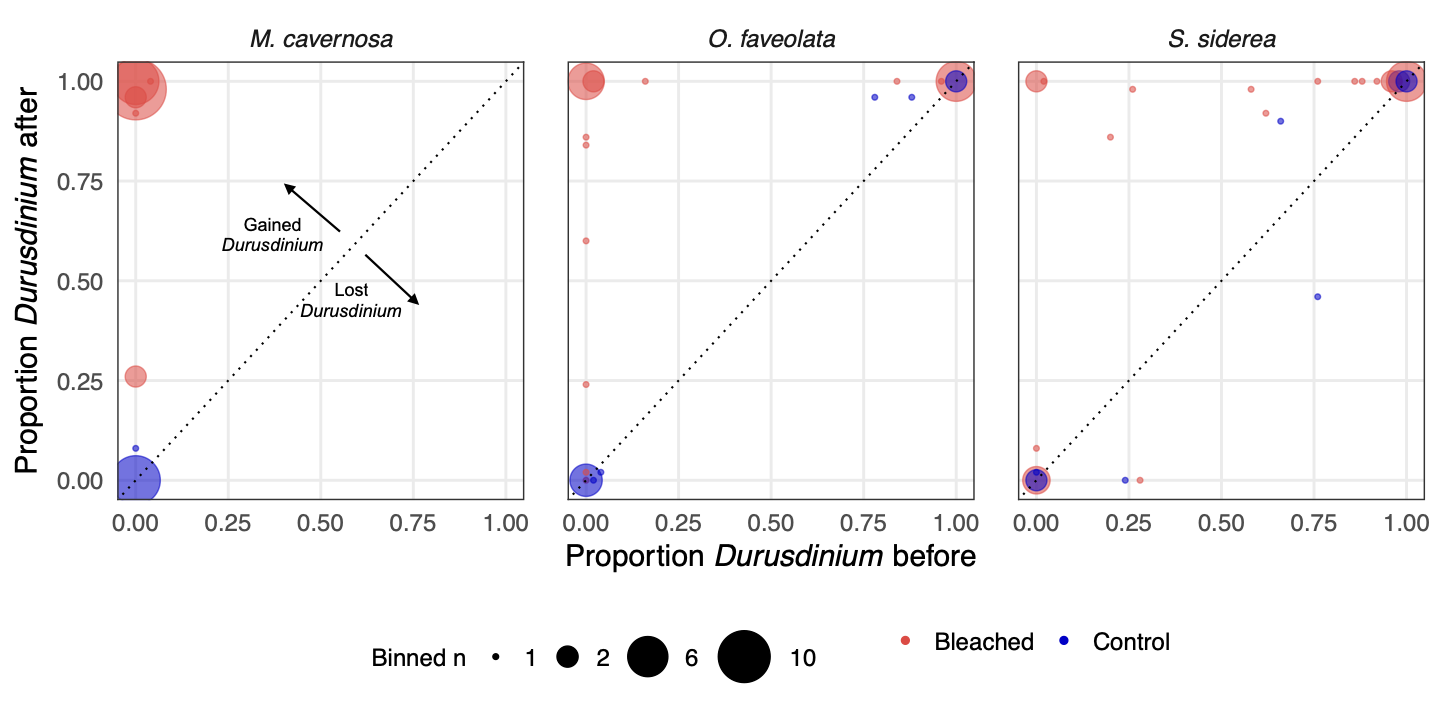 M. cavernosa
O. faveolata
S. siderea
Proportion Durusdinium after
1.00
0.75
0.50
0.25
0.00
Gained
Durusdinium
Lost
Durusdinium
0.00 0.25 0.50 0.75 1.00
0.00 0.25 0.50 0.75 1.00
0.00 0.25 0.50 0.75 1.00
Proportion Durusdinium before
Binned n 1 2 6 10
Bleached Control